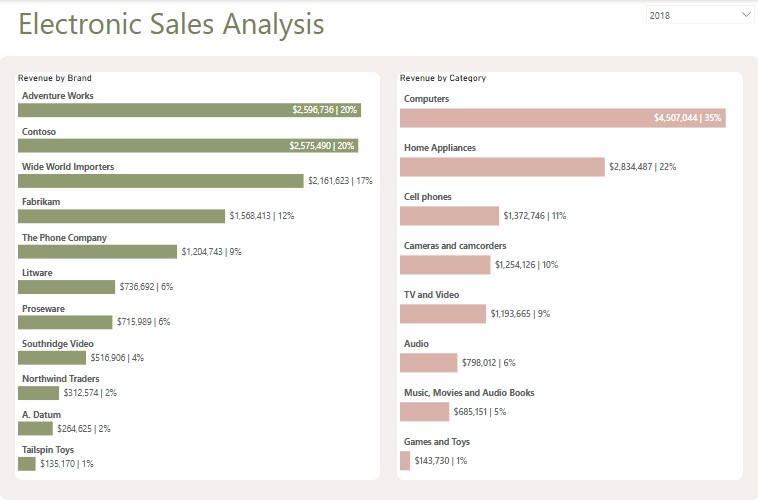 Electronic Sales Analysis
2018
Revenue by Brand
Adventure Works
$2,596,736 | 20%
Contoso
$2,575,490 | 20%
Wide World Importers
$2,161,623 | 17%
Fabrikam
$1,568,413 | 12%
The Phone Company
$1,204,743 | 9%
Litware
$736,692 | 6%
Proseware
$715,989 | 6%
Southridge Video
$516,906 | 4%
Northwind Traders
$312,574 | 2%
A. Datum
$264,625 | 2%
Tailspin Toys
$135,170 | 1%
Revenue by Category
Computers
$4,507,044 | 35%
Home Appliances
$2,834,487 | 22%
Cell phones
$1,372,746 | 11%
Cameras and camcorders
$1,254,126 | 10%
TV and Video
$1,193,665 | 9%
Audio
$798,012 | 6%
Music, Movies and Audio Books
$685,151 | 5%
Games and Toys
$143,730 | 1%